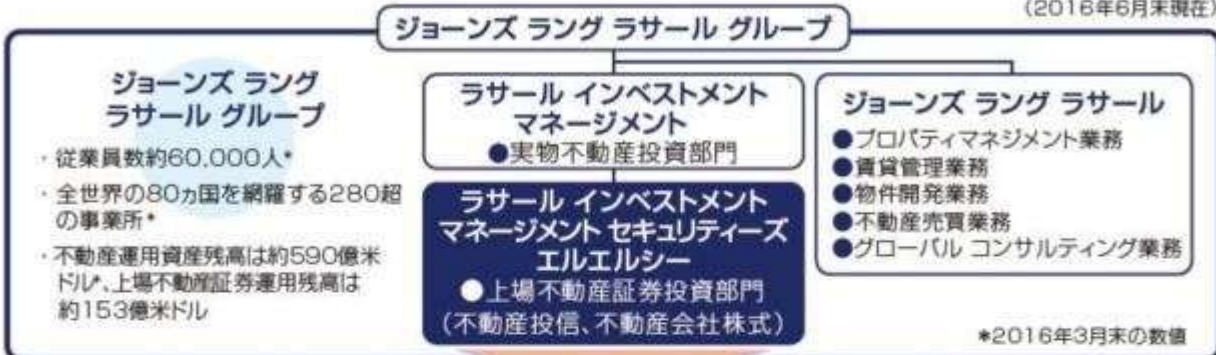 (2016年6月末現在)
ジョーンズ ラング ラサール グループ
ジョーンズ ラング
ラサール グループ
・従業員数約60,000人*
・全世界の80ヵ国を網羅する280超
の事業所*
・不動産運用資産残高は約590億米
ドル*、上場不動産証券運用残高は
約153億米ドル
ラサール インベストメント
マネージメント
●実物不動産投資部門
ラサール インベストメント
マネージメント セキュリティーズ
エルエルシー
●上場不動産証券投資部門
(不動産投信、不動産会社株式)
ジョーンズ ラング ラサール
●プロパティマネジメント業務
●賃貸管理業務
●物件開発業務
●不動産売買業務
●グローバル コンサルティング業務
*2016年3月末の数値